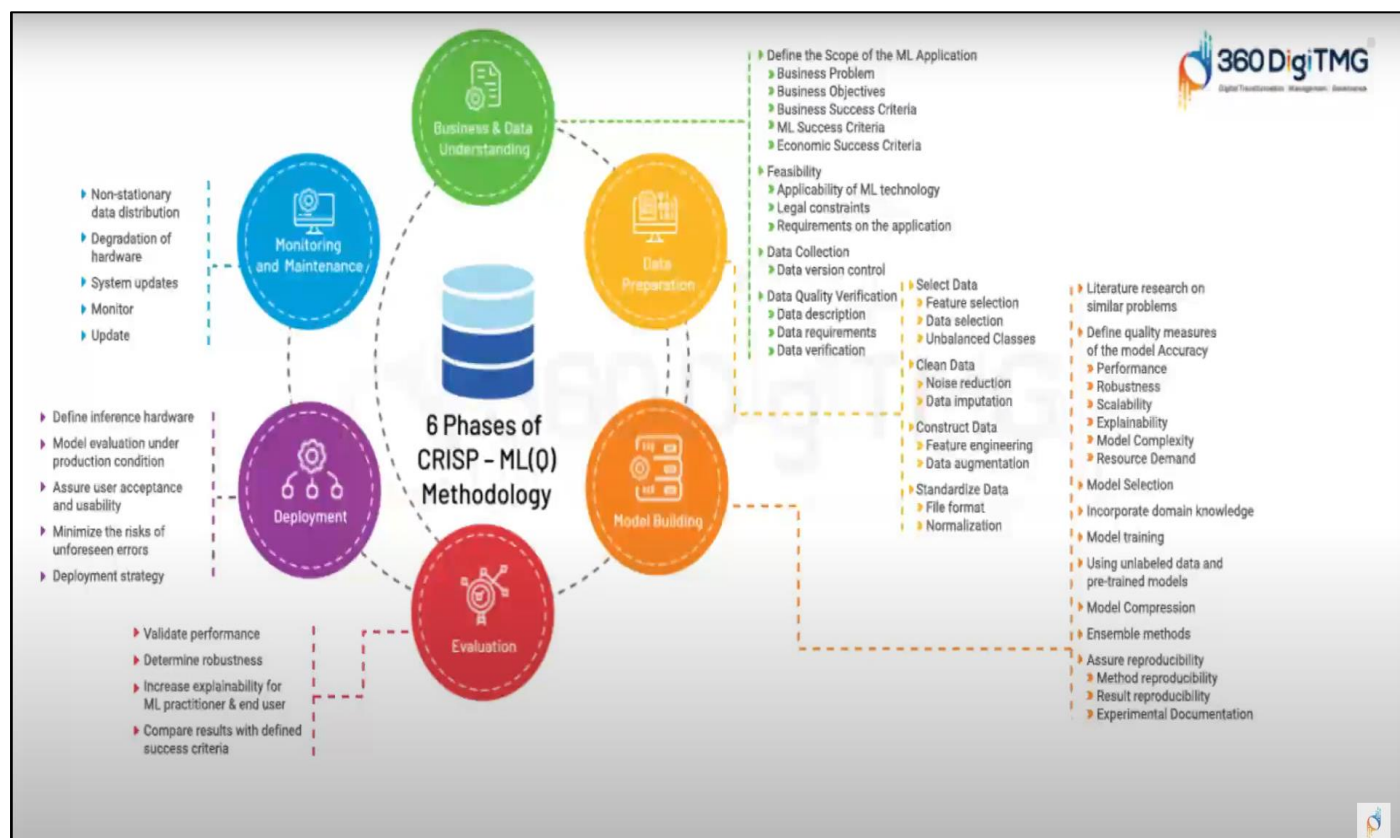 360 DigiTMG
Digital Transformation Management Governance
Business & Data
Understanding
Define the Scope of the ML Application
Business Problem
Business Objectives
Business Success Criteria
ML Success Criteria
Economic Success Criteria
Feasibility
Applicability of ML technology
Legal constraints
Requirements on the application
Data Collection
Data version control
Data Quality Verification
Data description
Data requirements
Data verification
Data
Preparation
Select Data
Feature selection
Data selection
Unbalanced Classes
Clean Data
Noise reduction
Data imputation
Construct Data
Feature engineering
Data augmentation
Standardize Data
File format
Normalization
Model Building
Literature research on
similar problems
Define quality measures
of the model Accuracy
Performance
Robustness
Scalability
Explainability
Model Complexity
Resource Demand
Model Selection
Incorporate domain knowledge
Model training
Using unlabeled data and
pre-trained models
Model Compression
Ensemble methods
Assure reproducibility
Method reproducibility
Result reproducibility
Experimental Documentation
Evaluation
Validate performance
Determine robustness
Increase explainability for
ML practitioner & end user
Compare results with defined
success criteria
Deployment
Define inference hardware
Model evaluation under
production condition
Assure user acceptance
and usability
Minimize the risks of
unforeseen errors
Deployment strategy
Monitoring
and Maintenance
Non-stationary
data distribution
Degradation of
hardware
System updates
Monitor
Update
6 Phases of
CRISP – ML(Q)
Methodology
360 DigiTMG